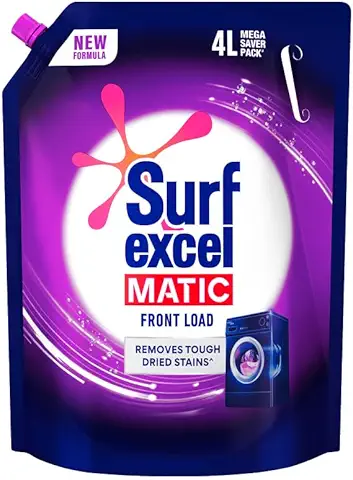 NEW
FORMULA
4L MEGA
SAVER
PACK*
Surf
excel
MATIC
FRONT LOAD
REMOVES TOUGH
DRIED STAINS^